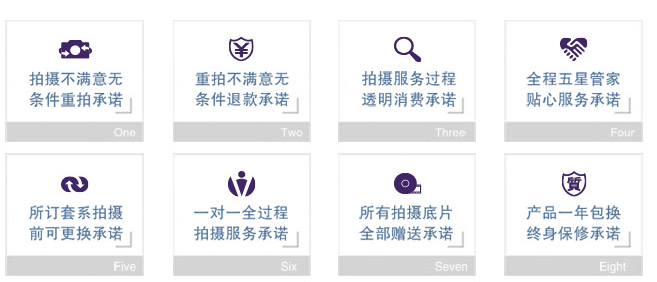 拍摄不满意无
条件重拍承诺
One
重拍不满意无
条件退款承诺
Two
拍摄服务过程
透明消费承诺
Three
全程五星管家
贴心服务承诺
Four
所订套系拍摄
前可更换承诺
Five
一对一全过程
拍摄服务承诺
Six
所有拍摄底片
全部赠送承诺
Seven
質
产品一年包换
终身保修承诺
Eight